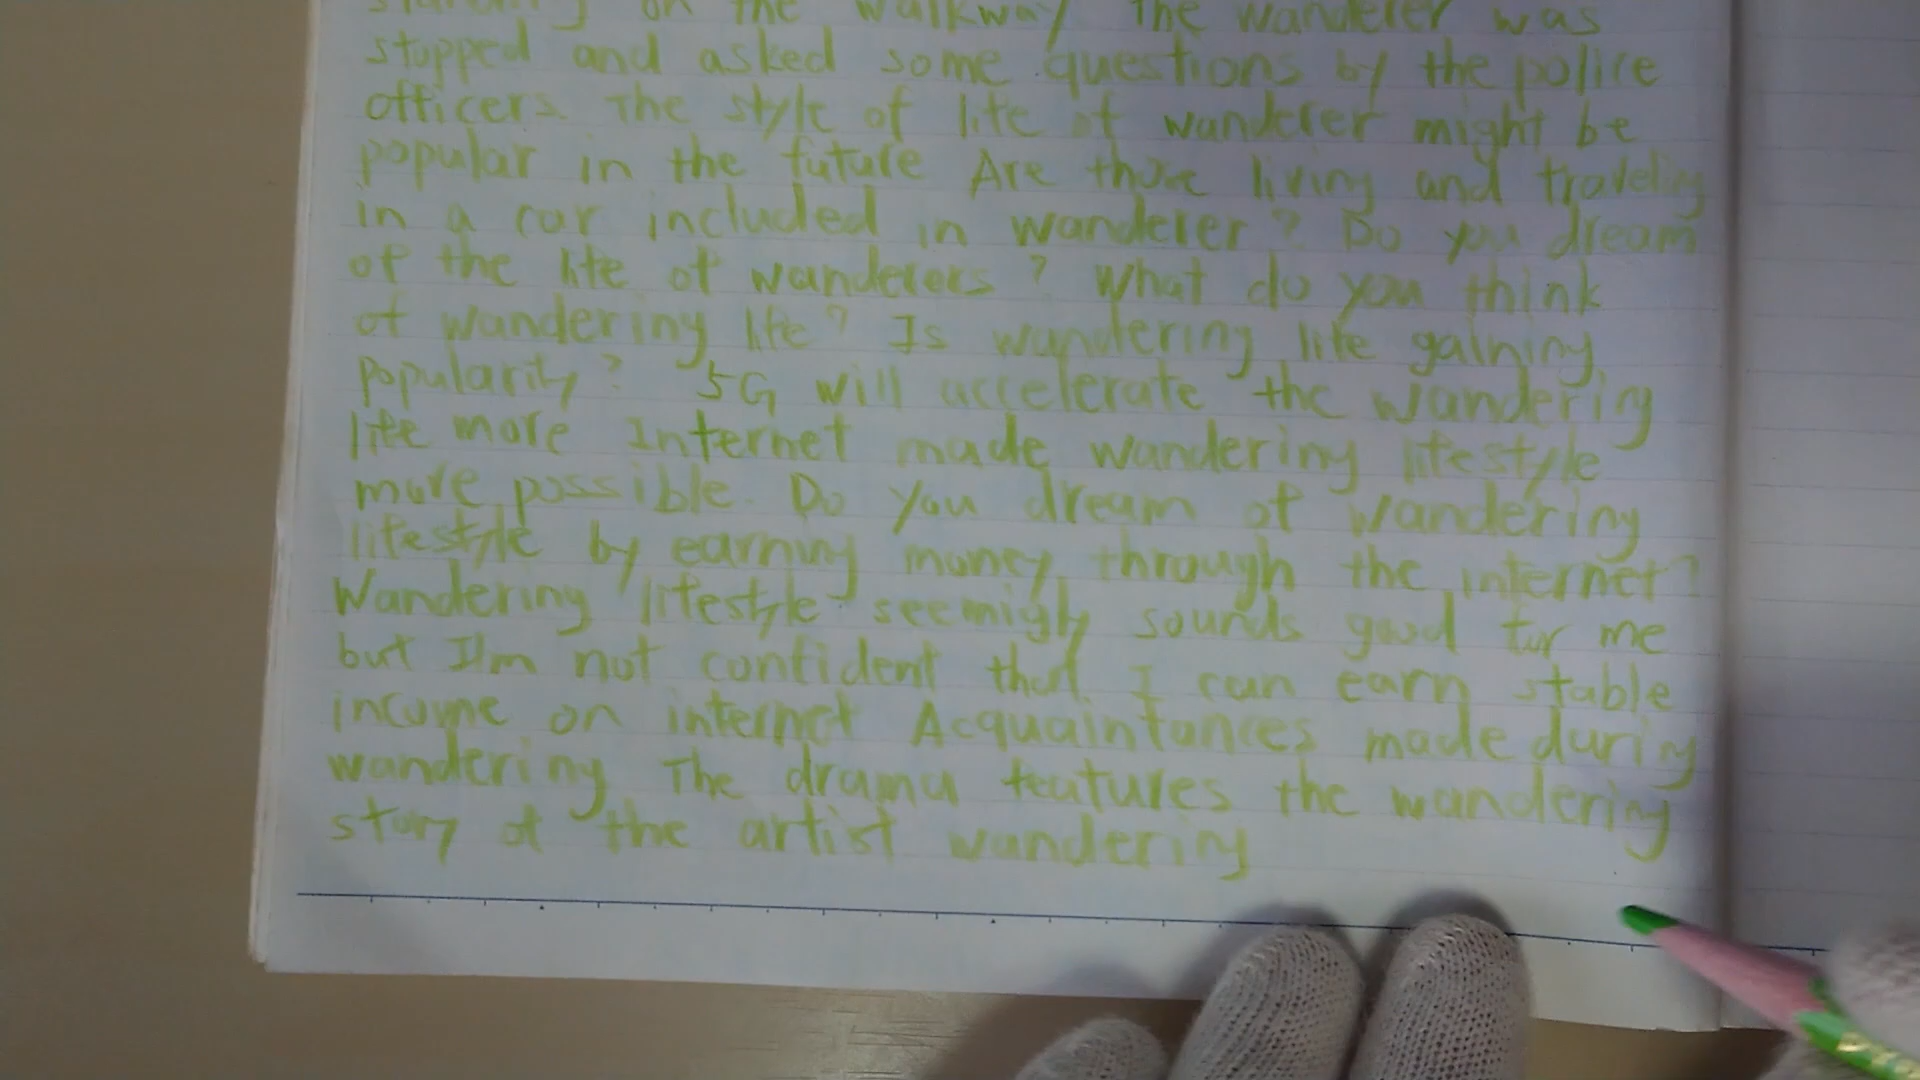 standing on the walkway The wanderer was
stopped and asked some questions by the police
officers The style of life of wanderer might be
popular in the future Are those living and traveling
in a car included in wanderer? Do you dream
of the life of wanderers? What do you think
of wandering life? Is wandering life gaining
popularity? 5G will accelerate the wandering
life more Internet made wandering lifestyle
more possible. Do you dream of wandering
lifestyle by earning money through the internet?
Wandering lifestyle seemigly sounds good for me
but I'm not confident that I can earn stable
income on internet Acquaintances made during
wandering The drama features the wandering
story of the artist wandering